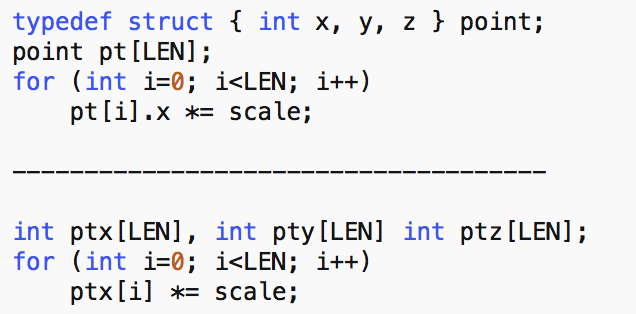 typedef struct { int x, y, z } point;
point pt[LEN];
for (int i=0; i<LEN; i++)
    pt[i].x *= scale;
-------------------------------------
int ptx[LEN], int pty[LEN] int ptz[LEN];
for (int i=0; i<LEN; i++)
    ptx[i] *= scale;